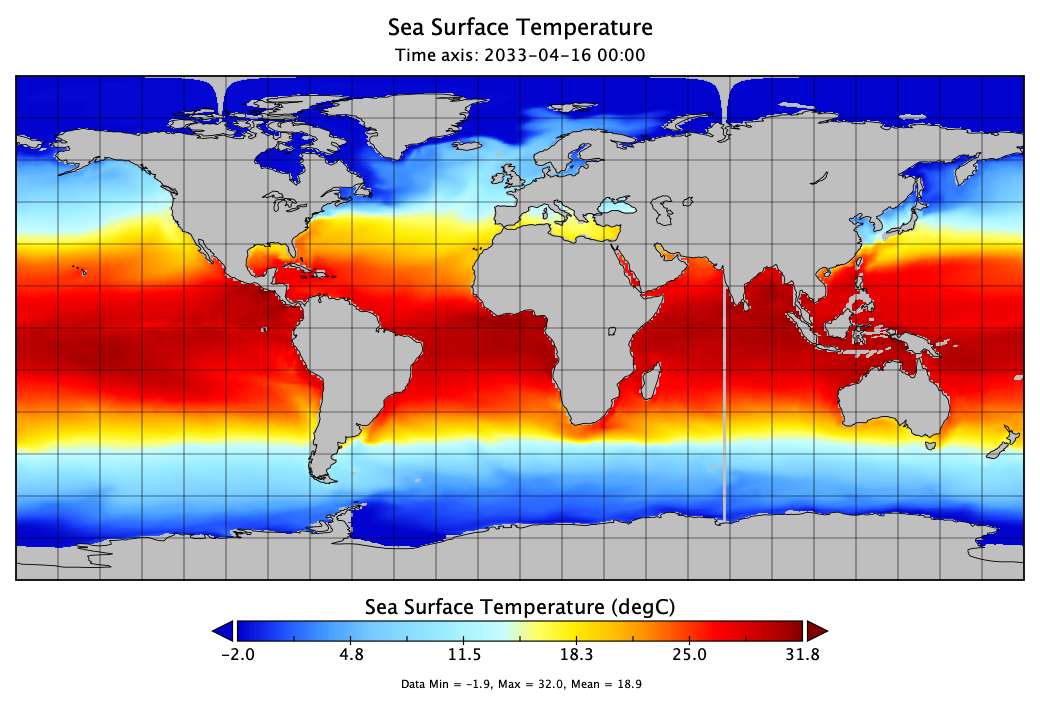 Sea Surface Temperature
Time axis: 2033-04-16 00:00
Sea Surface Temperature (degC)
-2.0 4.8 11.5 18.3 25.0 31.8
Data Min = -1.9, Max = 32.0, Mean = 18.9